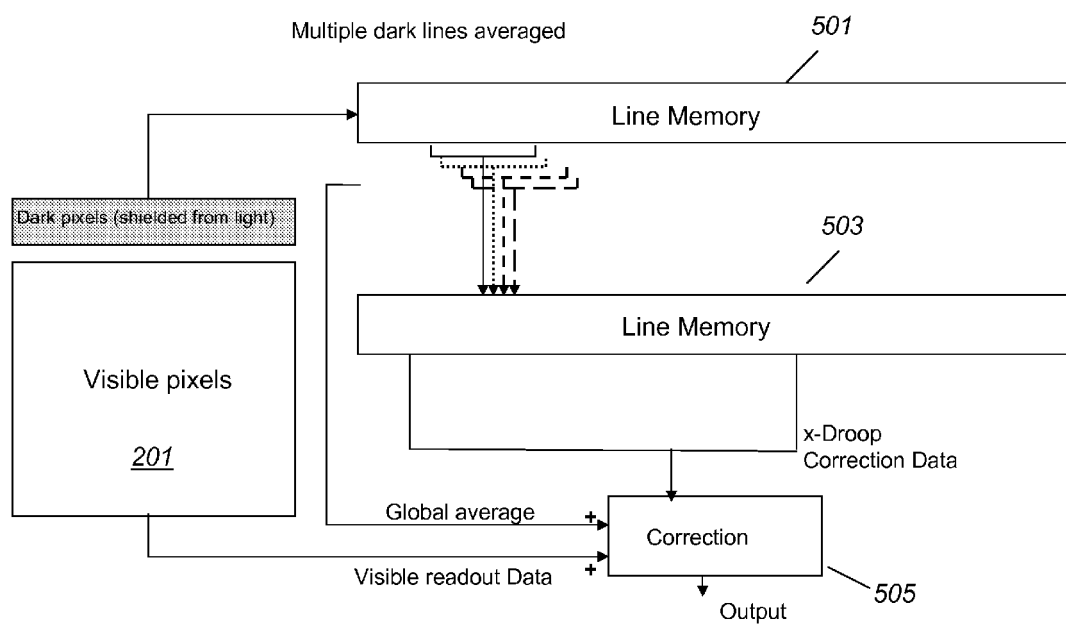 Multiple dark lines averaged
501
Line Memory
Dark pixels (shielded from light)
503
Line Memory
Visible pixels
201
x-Droop
Correction Data
Global average
+
Correction
Visible readout Data
+
505
Output